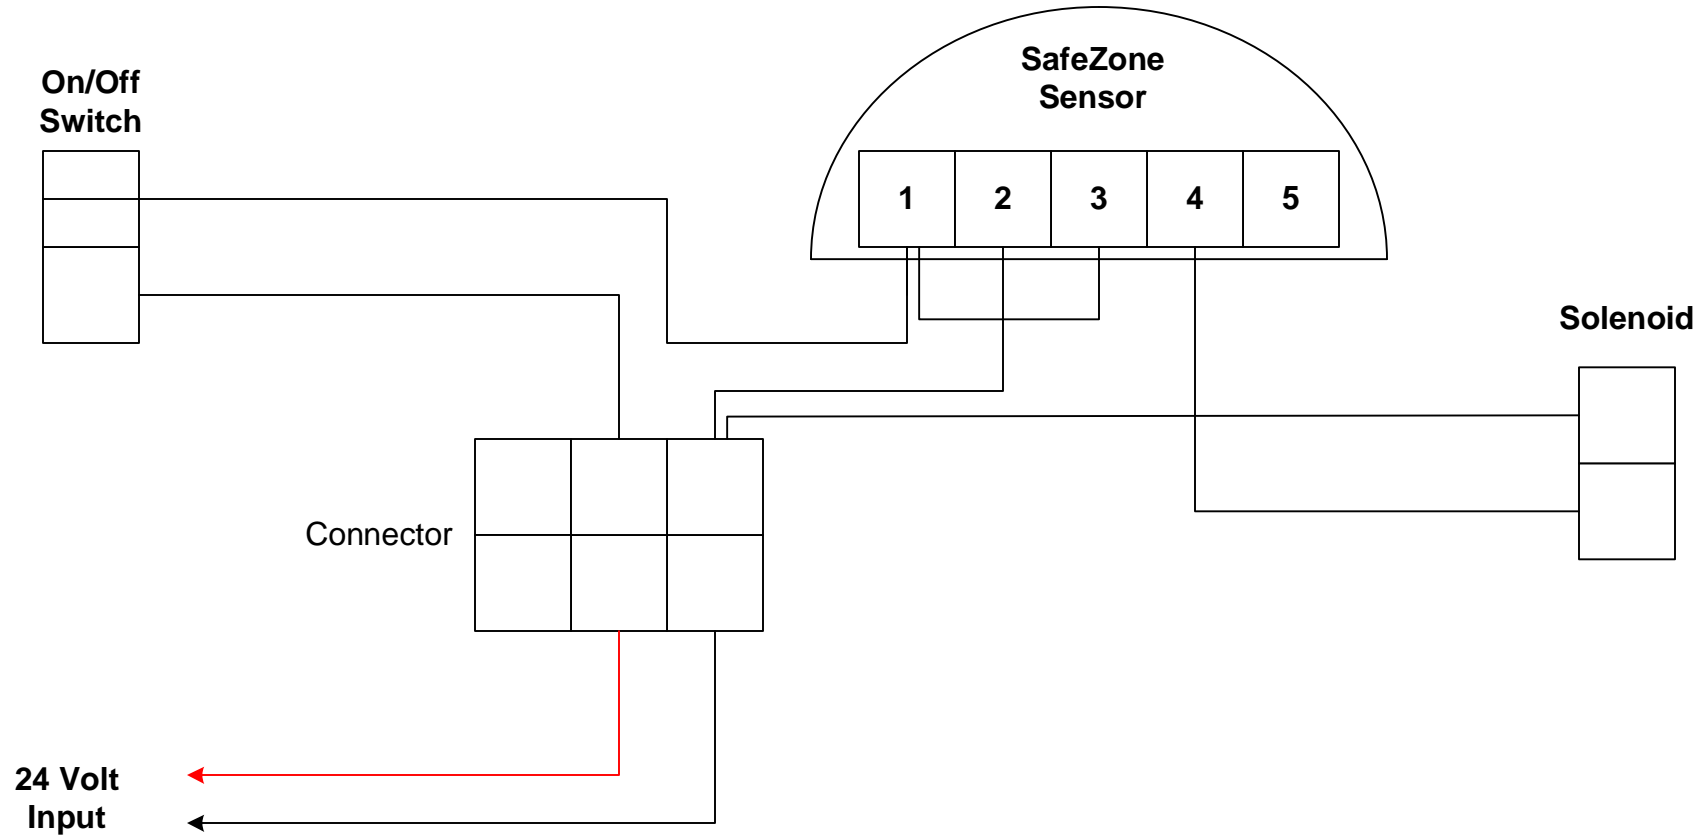 On/Off
Switch
SafeZone
Sensor
1 2 3 4 5
Solenoid
Connector
24 Volt
Input